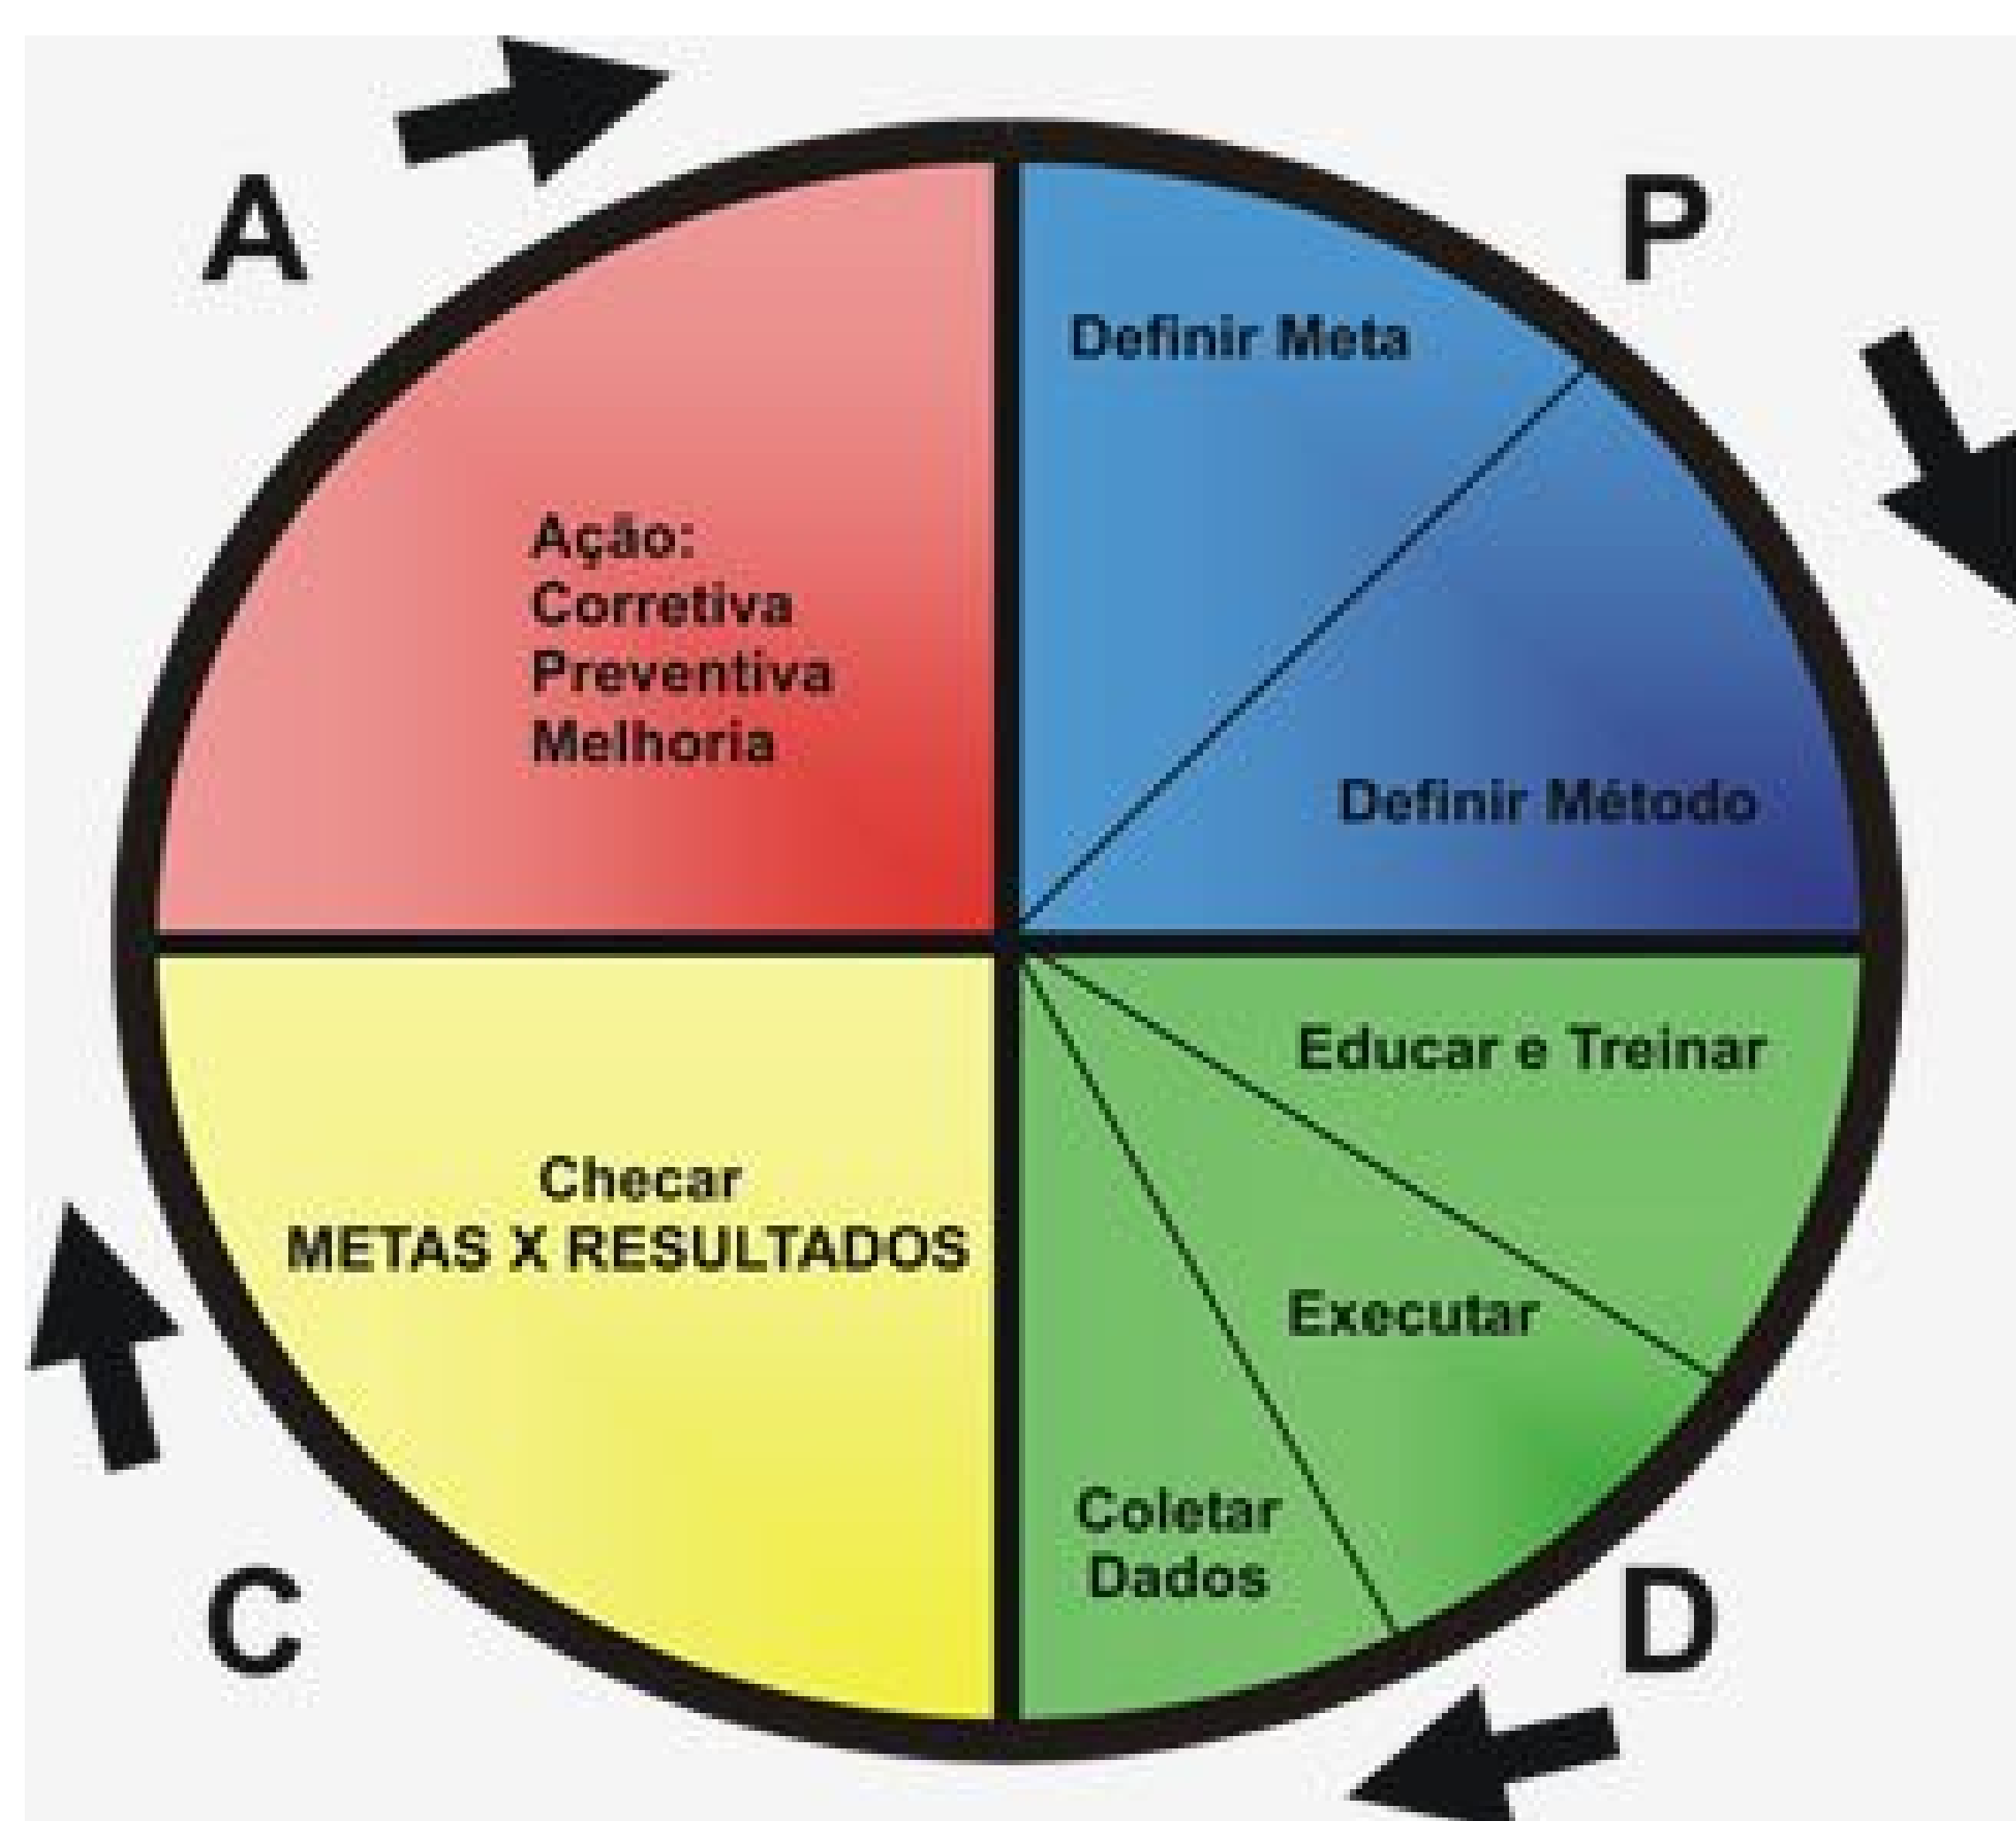 A
P
Definir Meta
Ação:
Corretiva
Preventiva
Melhoria
Definir Método
Educar e Treinar
Checar
METAS X RESULTADOS
Executar
Coletar
Dados
C
D